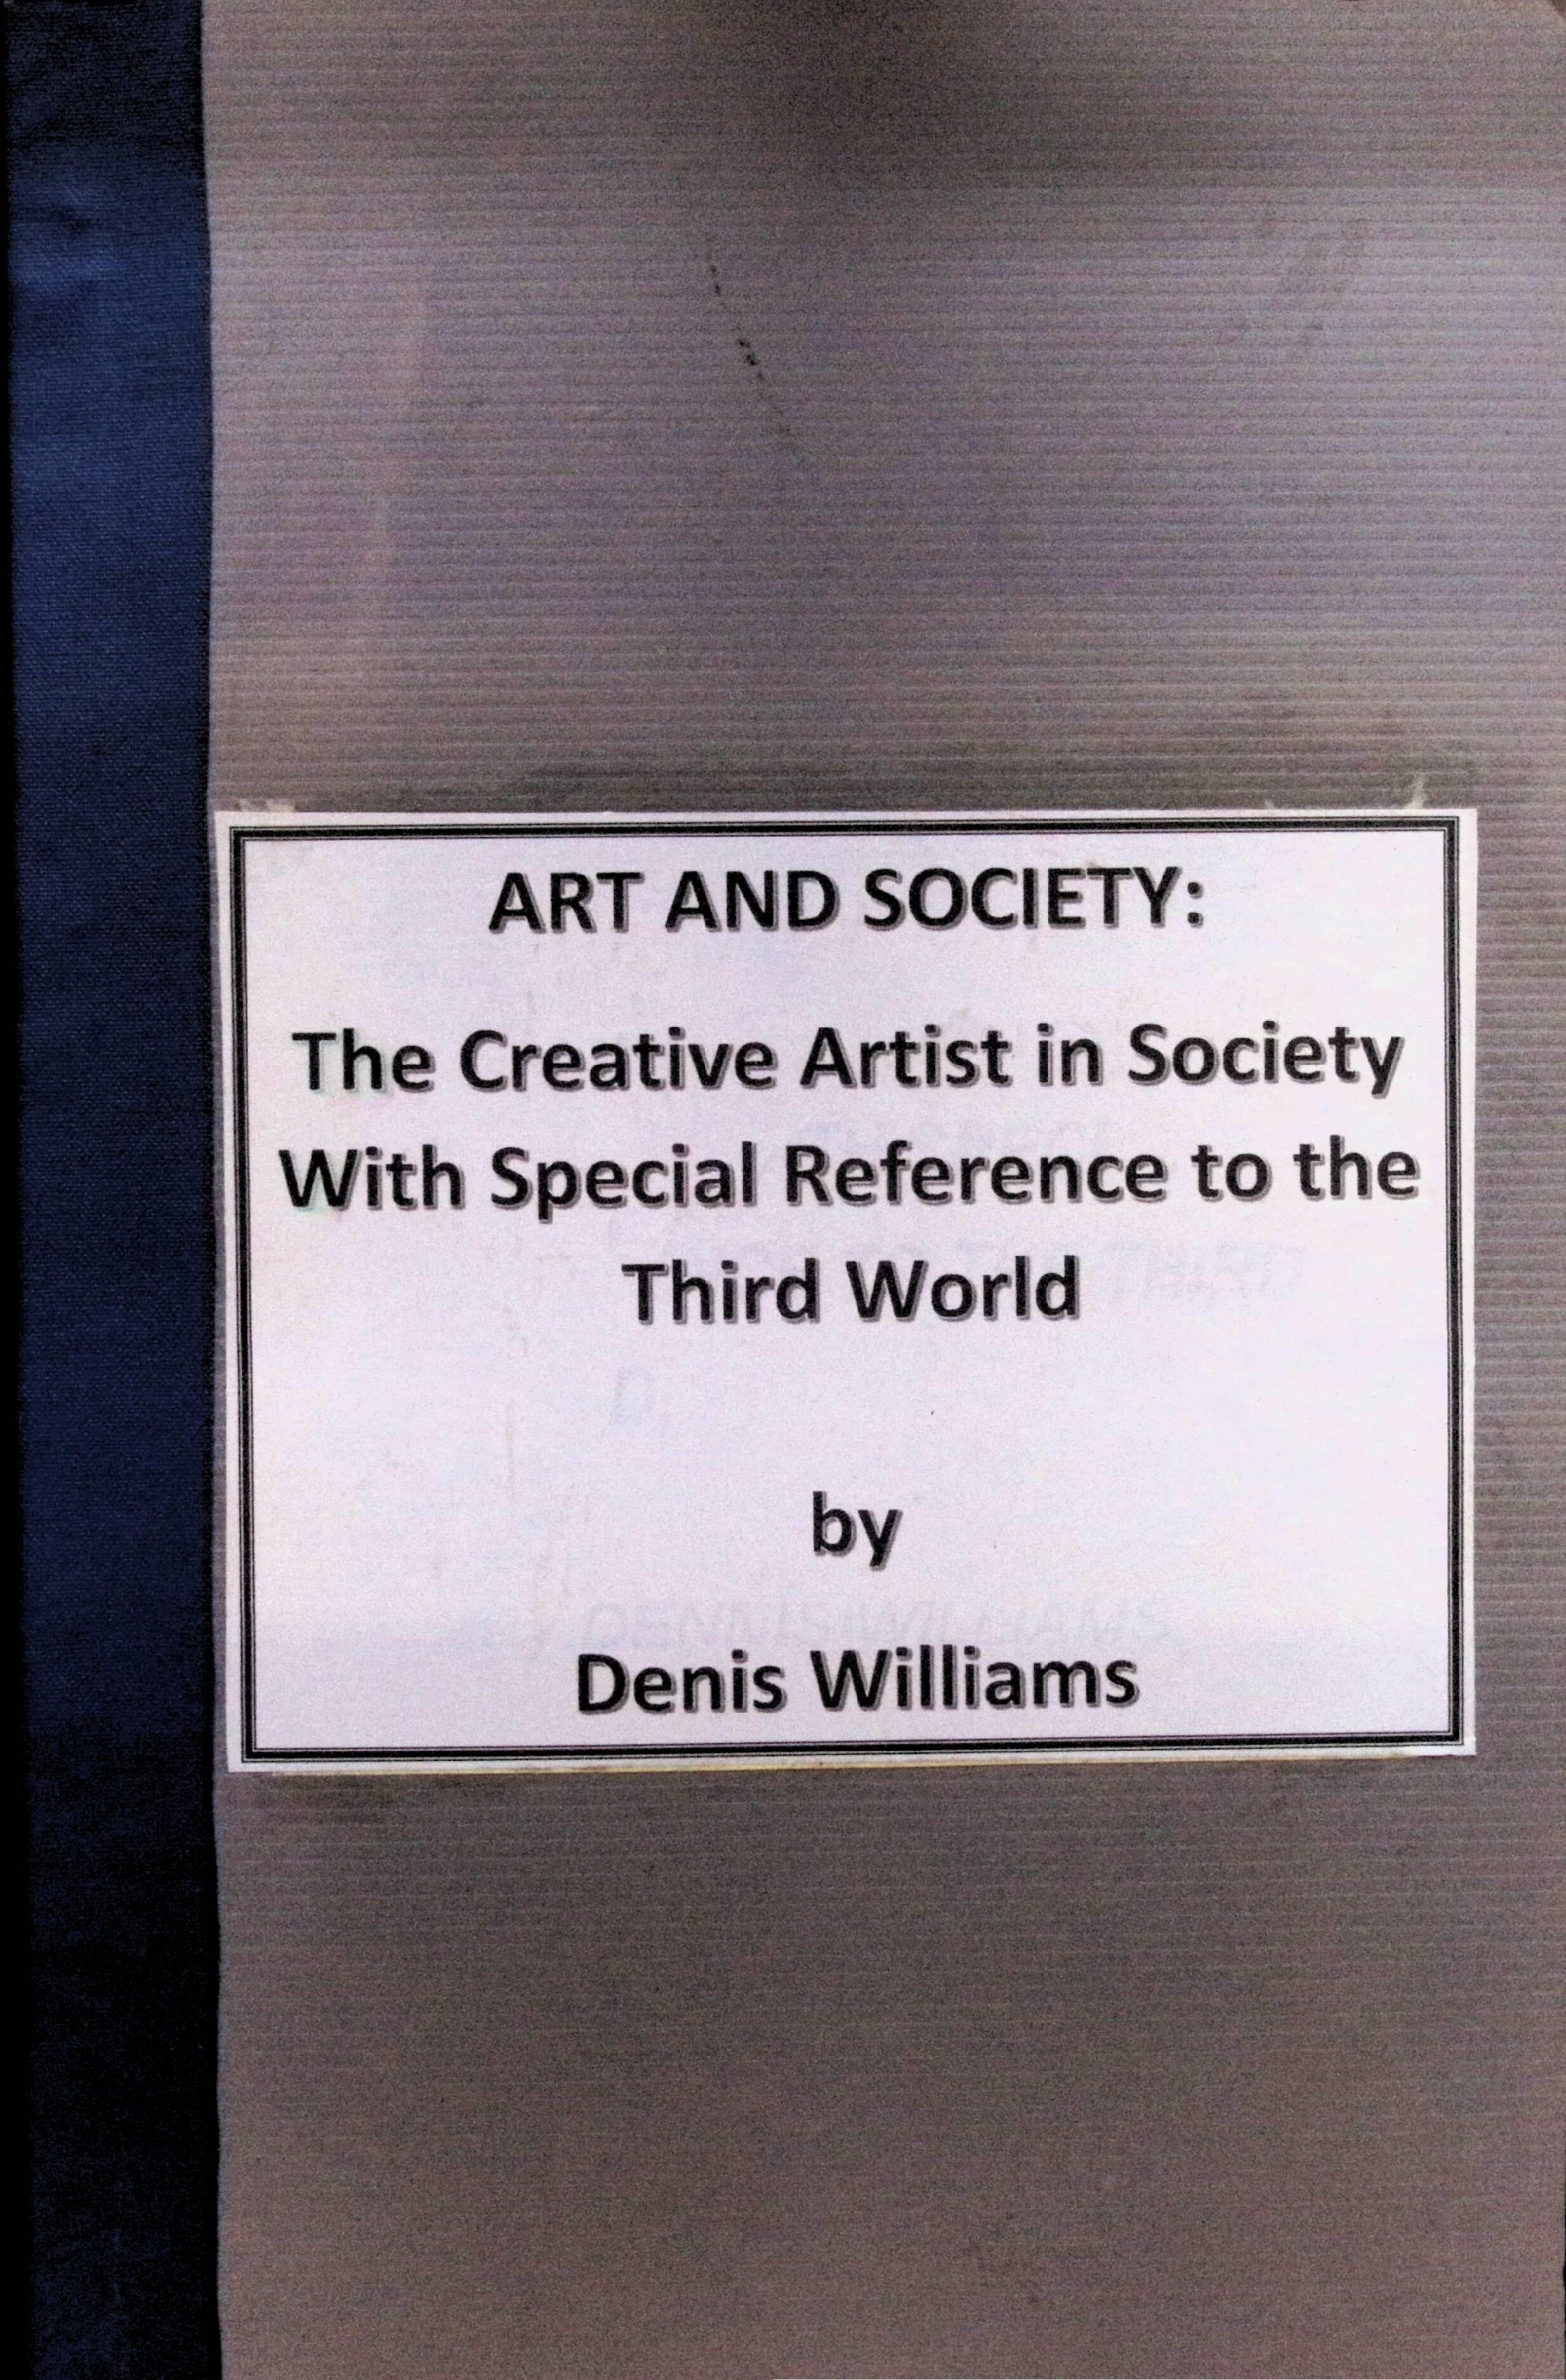 ART AND SOCIETY:
The Creative Artist in Society
With Special Reference to the
Third World
by
Denis Williams